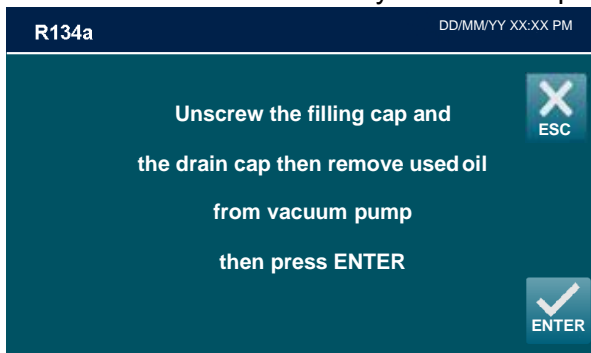 R134a
DD/MM/YY XX:XX PM
Unscrew the filling cap and
ESC
the drain cap then remove used oil
from vacuum pump
then press ENTER
ENTER